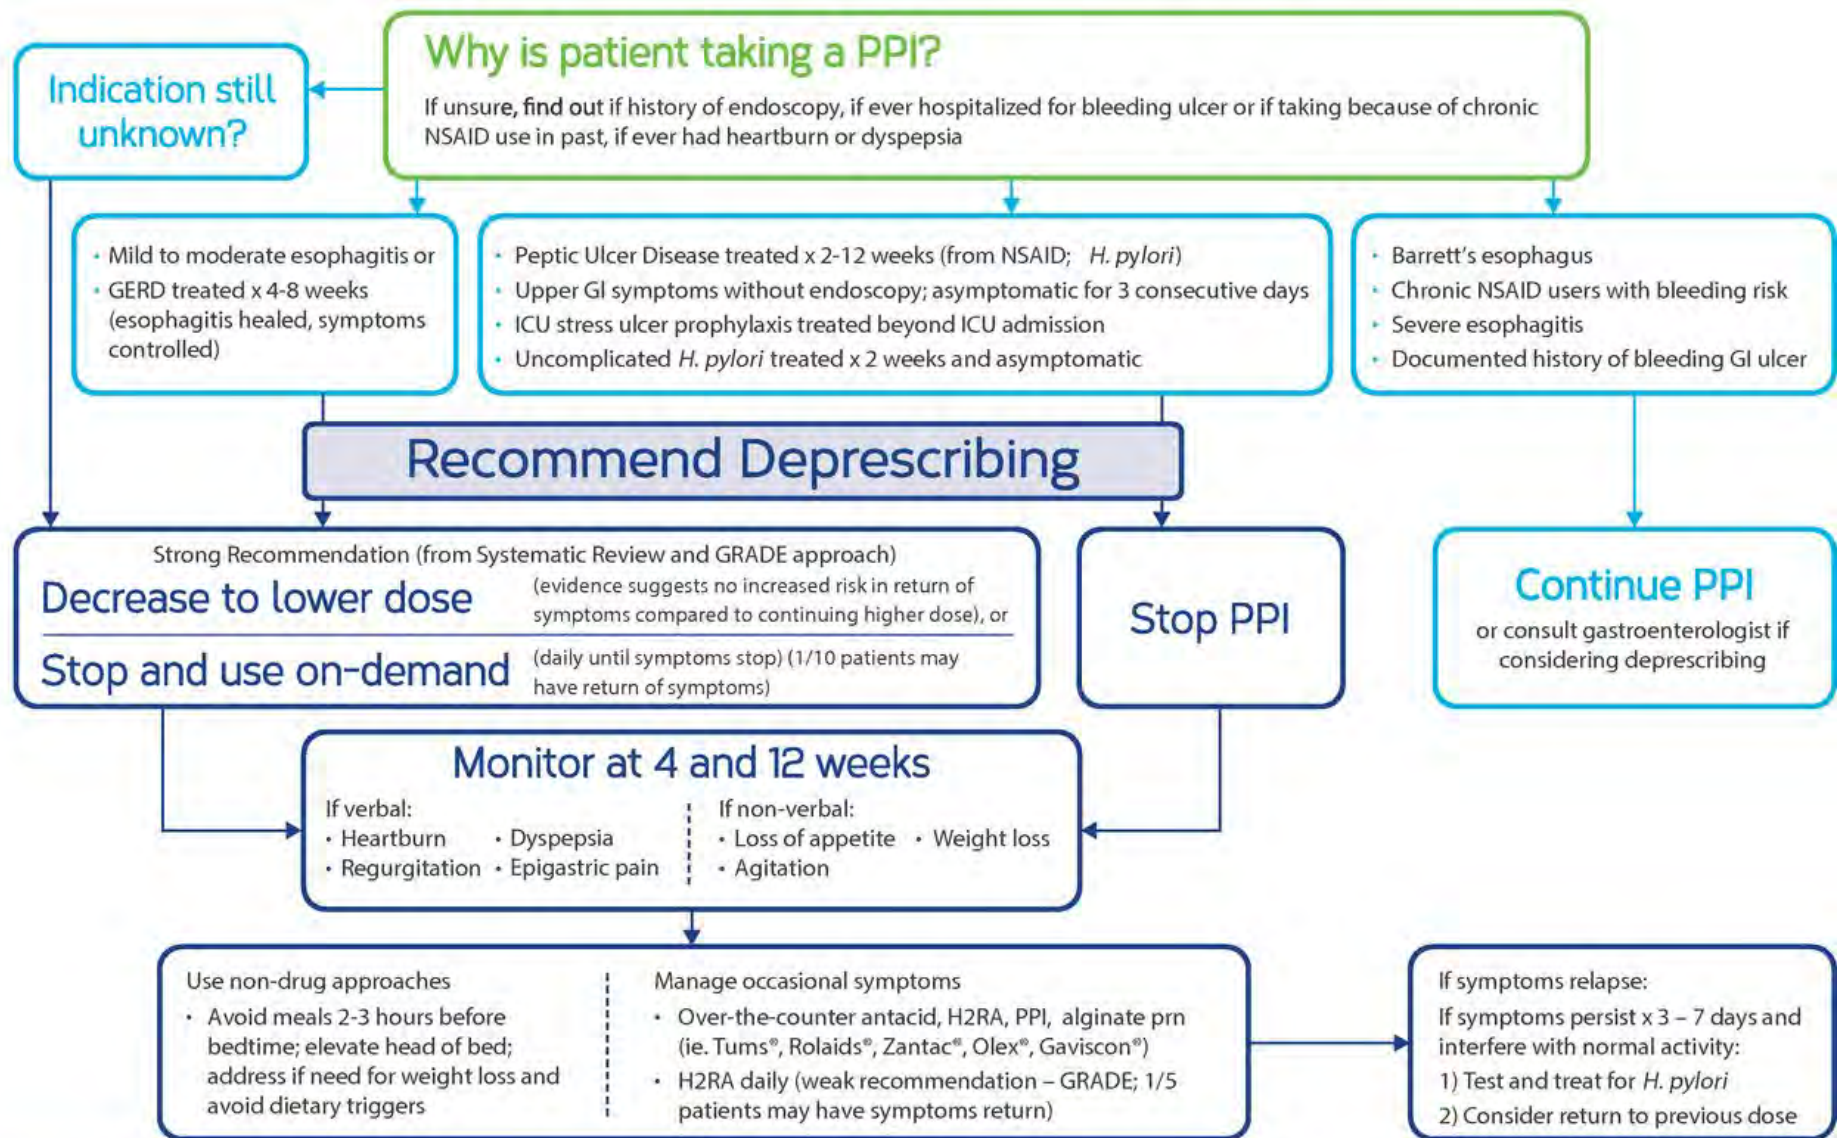 Why is patient taking a PPI?
If unsure, find out if history of endoscopy, if ever hospitalized for bleeding ulcer or if taking because of chronic
NSAID use in past, if ever had heartburn or dyspepsia
Indication still
unknown?
• Mild to moderate esophagitis or
• GERD treated x 4-8 weeks
(esophagitis healed, symptoms
controlled)
• Peptic Ulcer Disease treated x 2-12 weeks (from NSAID; H. pylori)
• Upper GI symptoms without endoscopy; asymptomatic for 3 consecutive days
• ICU stress ulcer prophylaxis treated beyond ICU admission
• Uncomplicated H. pylori treated x 2 weeks and asymptomatic
• Barrett's esophagus
• Chronic NSAID users with bleeding risk
• Severe esophagitis
• Documented history of bleeding GI ulcer
Recommend Deprescribing
Strong Recommendation (from Systematic Review and GRADE approach)
Decrease to lower dose
(evidence suggests no increased risk in return of
symptoms compared to continuing higher dose), or
Stop and use on-demand
(daily until symptoms stop) (1/10 patients may
have return of symptoms)
Stop PPI
Continue PPI
or consult gastroenterologist if
considering deprescribing
Monitor at 4 and 12 weeks
If verbal:
• Heartburn • Dyspepsia
• Regurgitation • Epigastric pain
If non-verbal:
• Loss of appetite • Weight loss
• Agitation
Use non-drug approaches
• Avoid meals 2-3 hours before
bedtime; elevate head of bed;
address if need for weight loss and
avoid dietary triggers
Manage occasional symptoms
• Over-the-counter antacid, H2RA, PPI, alginate prn
(ie. Tums®, Rolaids®, Zantac®, Olex®, Gaviscon®)
• H2RA daily (weak recommendation – GRADE; 1/5
patients may have symptoms return)
If symptoms relapse:
If symptoms persist x 3 – 7 days and
interfere with normal activity:
1) Test and treat for H. pylori
2) Consider return to previous dose